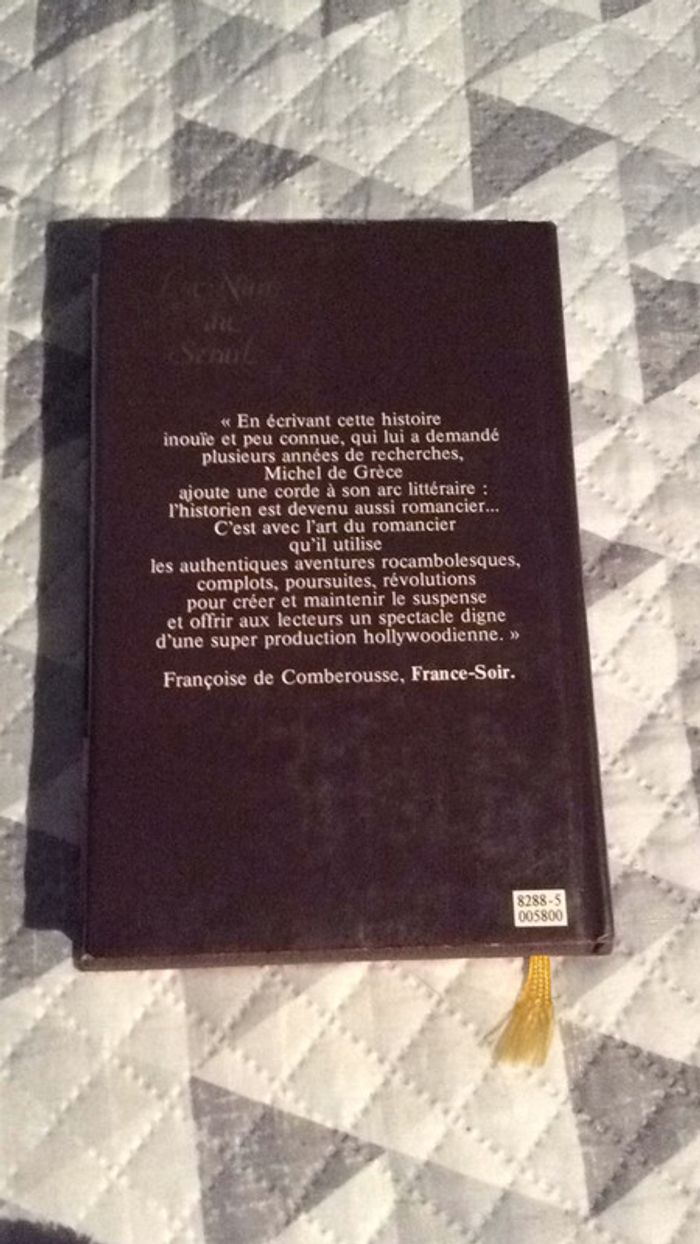 La Nuit
du
Sérail
« En écrivant cette histoire
inouïe et peu connue, qui lui a demandé
plusieurs années de recherches,
Michel de Grèce
ajoute une corde à son arc littéraire :
l'historien est devenu aussi romancier...
C'est avec l'art du romancier
qu'il utilise
les authentiques aventures rocambolesques,
complots, poursuites, révolutions
pour créer et maintenir le suspense
et offrir aux lecteurs un spectacle digne
d'une super production hollywoodienne. »
Françoise de Comberousse, France-Soir.
8288-5
005800